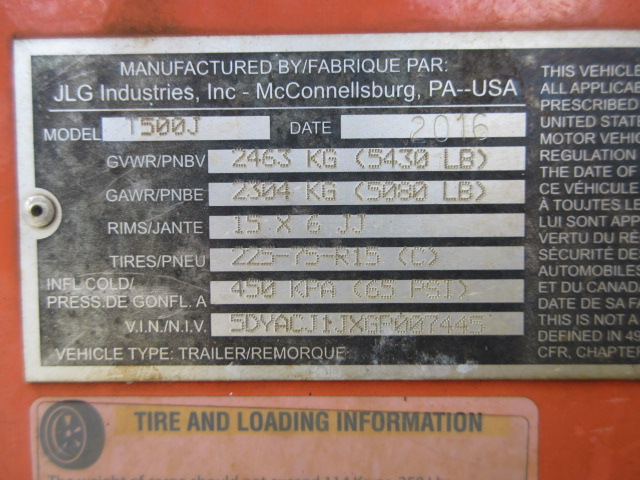 MANUFACTURED BY/FABRIQUE PAR:
JLG Industries, Inc - McConnellsburg, PA--USA
MODEL T500J DATE 2016
GVWR/PNBV 2463 KG (5430 LB)
GAWR/PNBE 2304 KG (5080 LB)
RIMS/JANTE 15 X 6 JJ
TIRES/PNEU 225-75-R15 (C)
INFL COLD/
PRESS.DE GONFL. A 450 KPA (65 PSI)
V.I.N./N.I.V.
VEHICLE TYPE: TRAILER/REMORQUE
THIS VEHICLE
ALL APPLICA
PRESCRIBED
UNITED STATE
MOTOR VEHIC
REGULATION
THE DATE OF
CE VÉHICULE
À TOUJTES LE
LUI SONT APP
VERTU DU RÉ
SÉCURITÉ DE
AUTOMOBILE
ET DU CANAD
DATE DE SA F
THIS IS NOT A
DEFINED IN 49
CFR, CHAPTE
TIRE AND LOADING INFORMATION